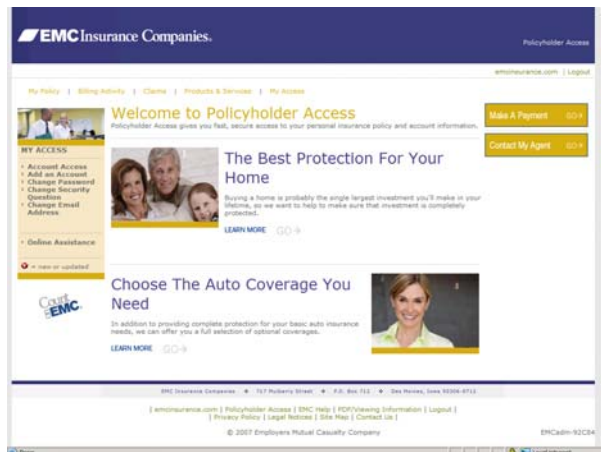 EMC Insurance Companies®
Policyholder Access
emcinsurance.com | Logout
My Policy | Billing Activity | Claims | Products & Services | My Access
Welcome to Policyholder Access
Policyholder Access gives you fast, secure access to your personal insurance policy and account information.
Make A Payment GO
Contact My Agent GO
MY ACCESS
Account Access
Add an Account
Change Password
Change Security
Question
Change Email
Address
Online Assistance
= new or updated
Count on EMC
The Best Protection For Your
Home
Buying a home is probably the single largest investment you'll make in your
lifetime, so we want to help to make sure that investment is completely
protected.
LEARN MORE GO
Choose The Auto Coverage You
Need
In addition to providing complete protection for your basic auto insurance
needs, we can offer you a full selection of optional coverages.
LEARN MORE GO
EMC Insurance Companies 717 Mulberry Street P.O. Box 712 Des Moines, Iowa 50306-0712
| emcinsurance.com | Policyholder Access | EMC Help | PDF/Viewing Information | Logout |
| Privacy Policy | Legal Notices | Site Map | Contact Us |
© 2007 Employers Mutual Casualty Company
EMCadm-92C84